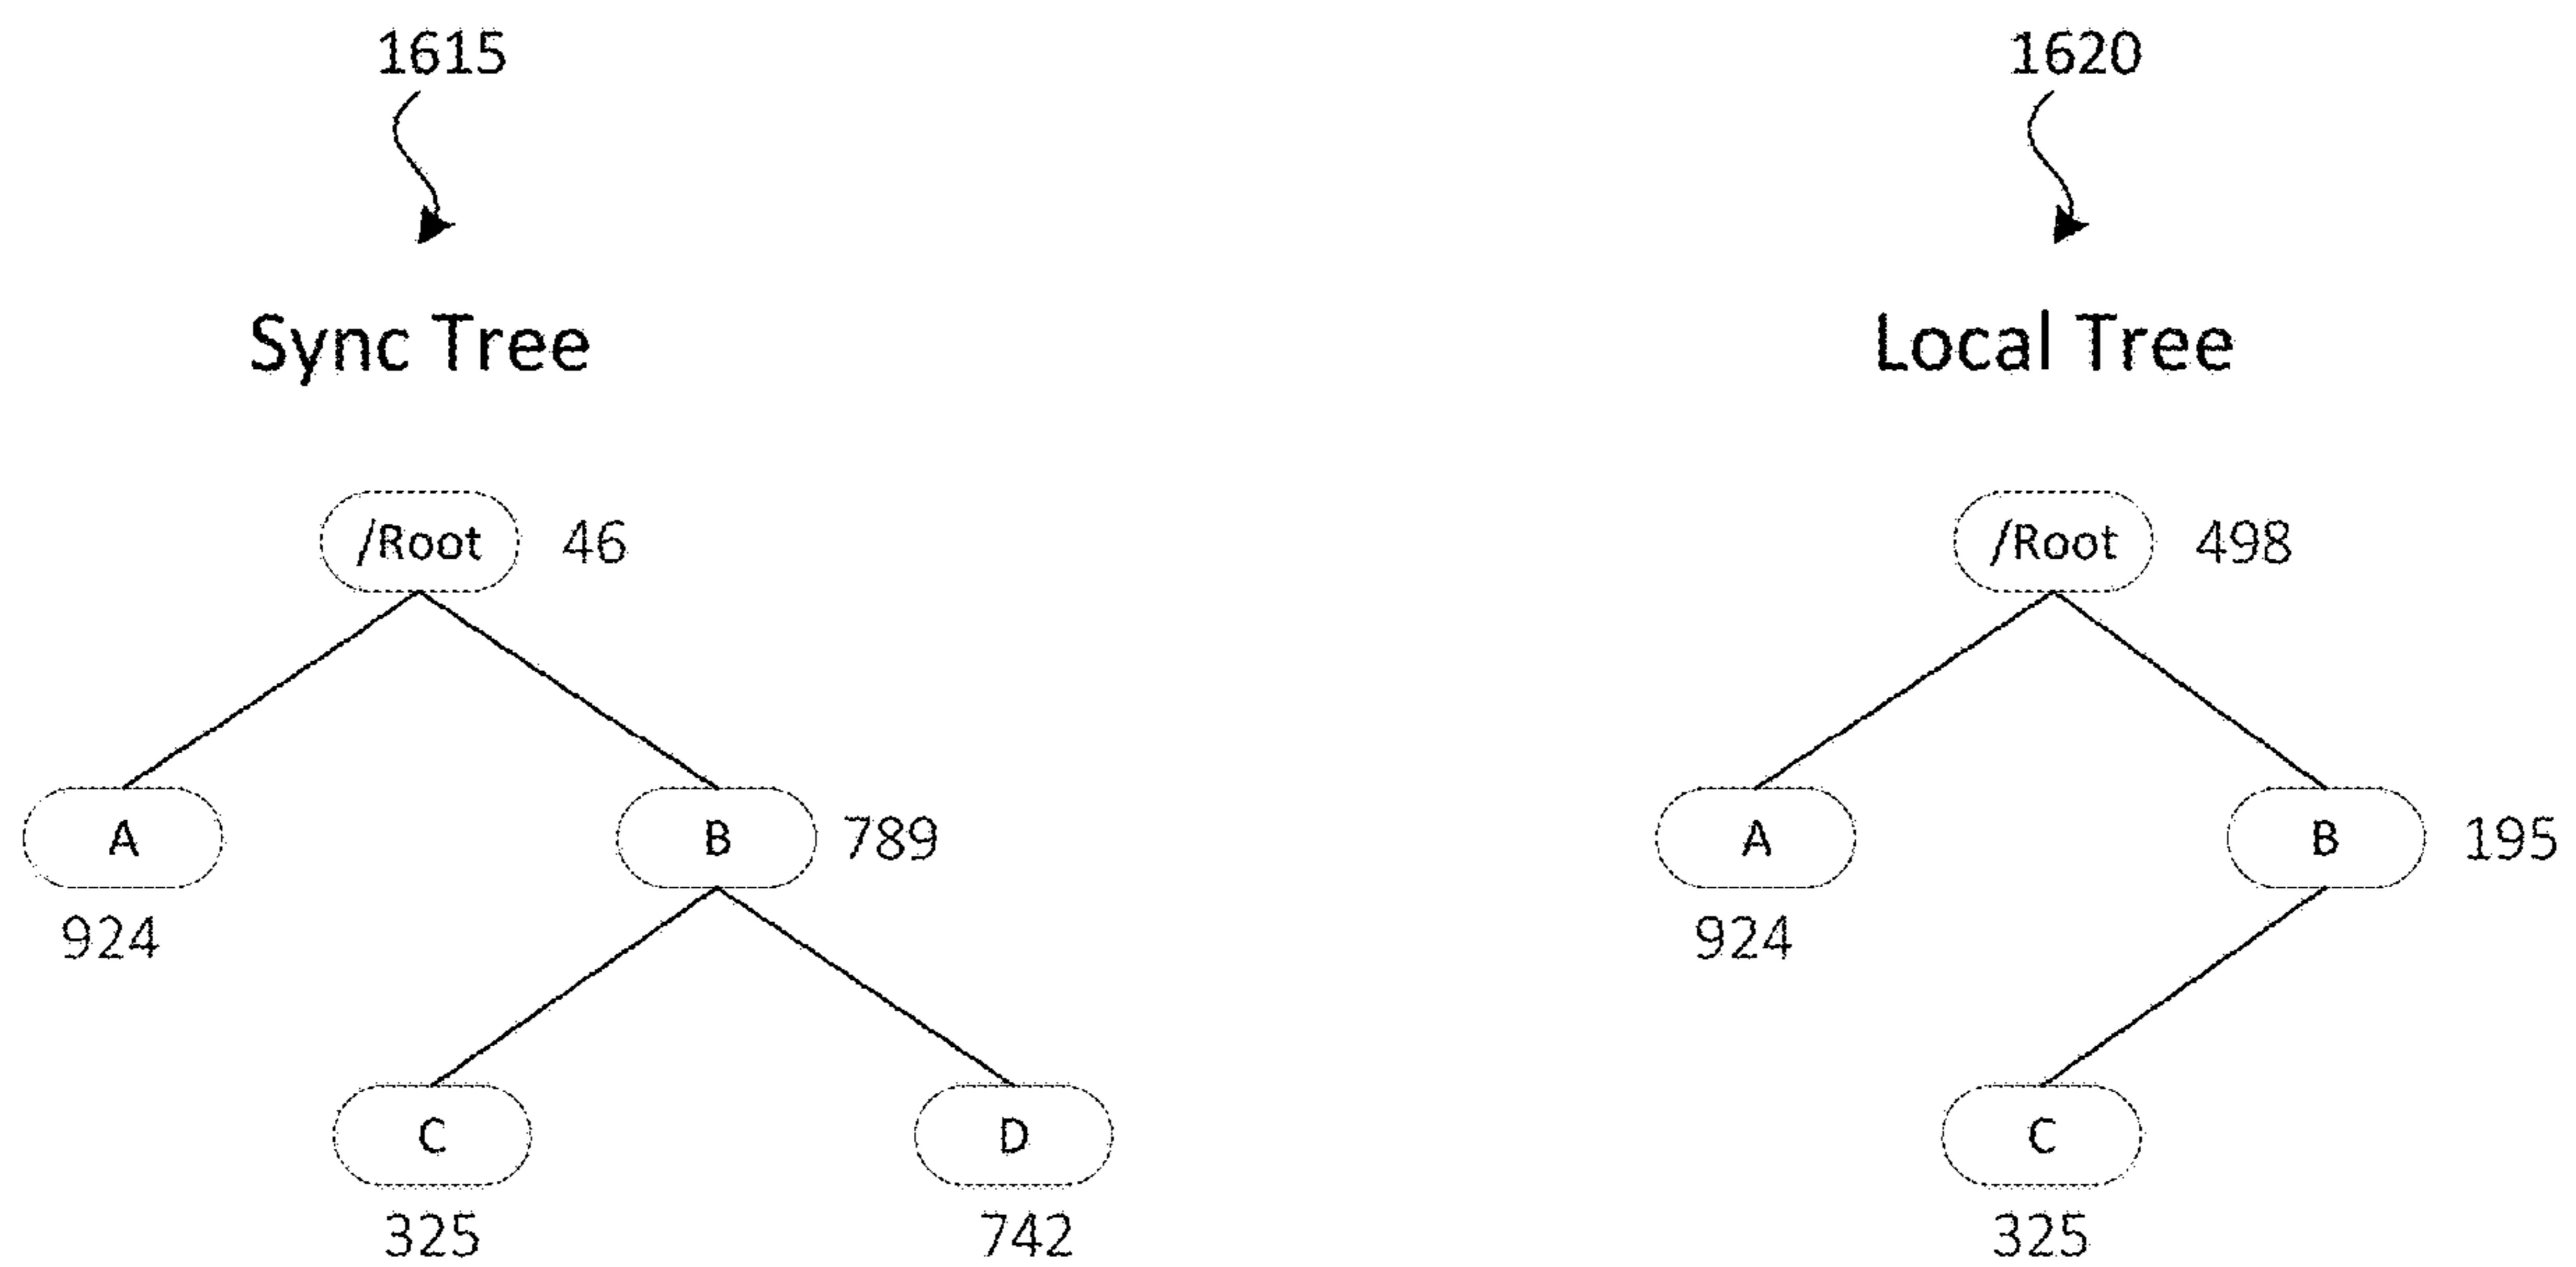 1615 1620
Sync Tree Local Tree
/Root 46 /Root 498
A B 789 A B 195
924 924
C D C
325 742 325